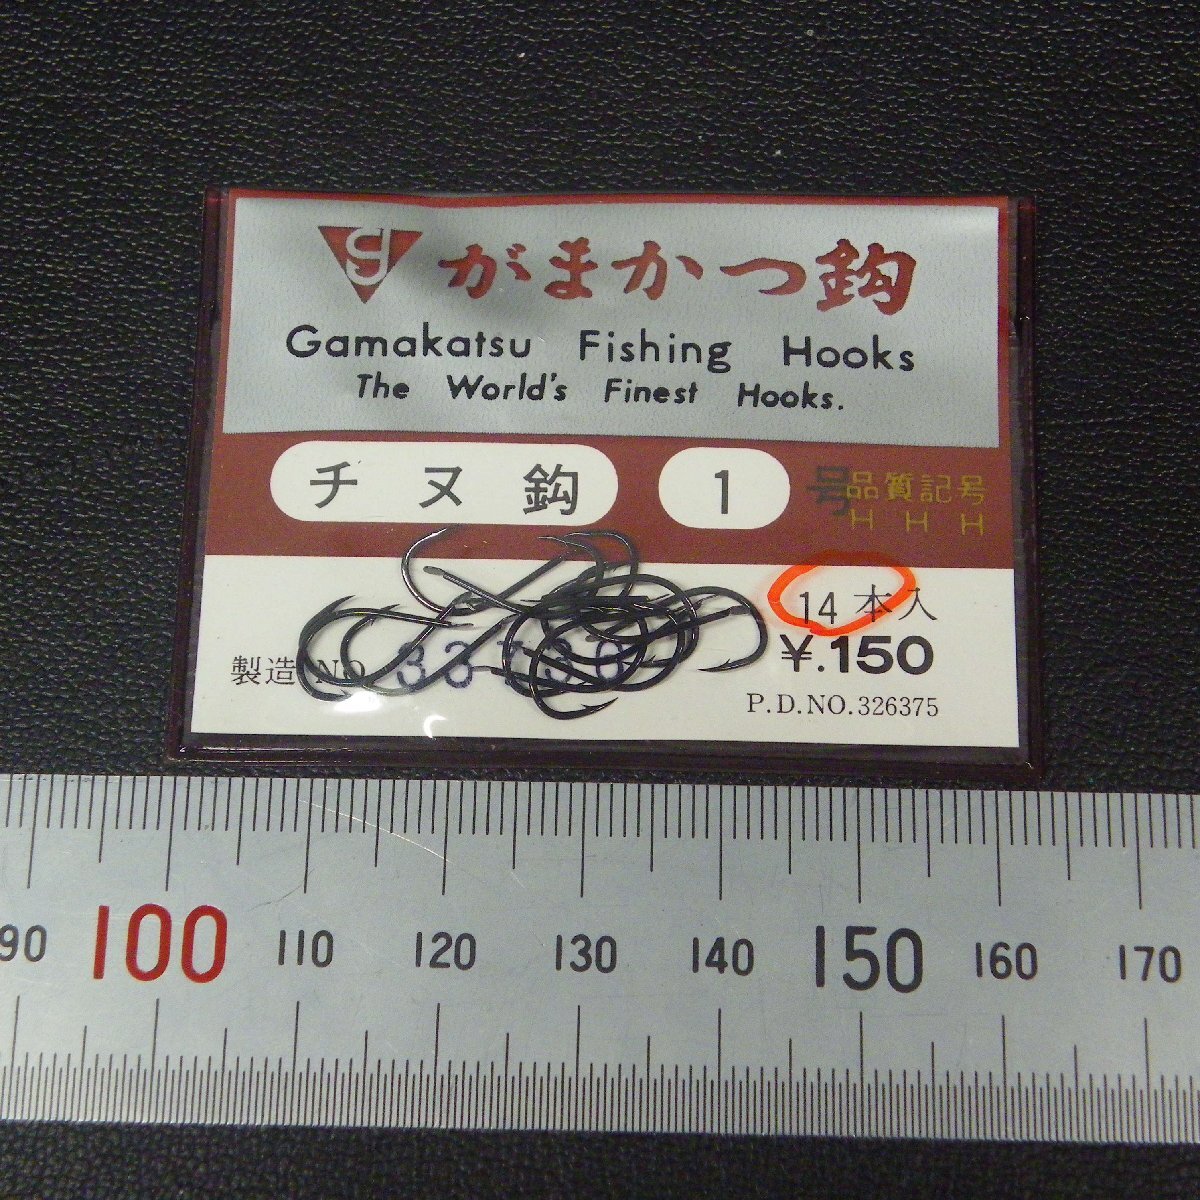 がまかつ鈎
Gamakatsu Fishing Hooks
The World's Finest Hooks.
チヌ鈎 1 号
品質記号
H H H
14本入
製造 NO.
¥.150
P.D.NO.326375
90 100 110 120 130 140 150 160 170